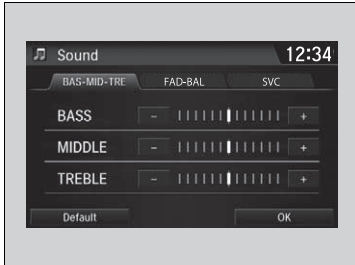 Sound 12:34
BAS-MID-TRE FAD-BAL SVC
BASS - +
MIDDLE - +
TREBLE - +
Default OK